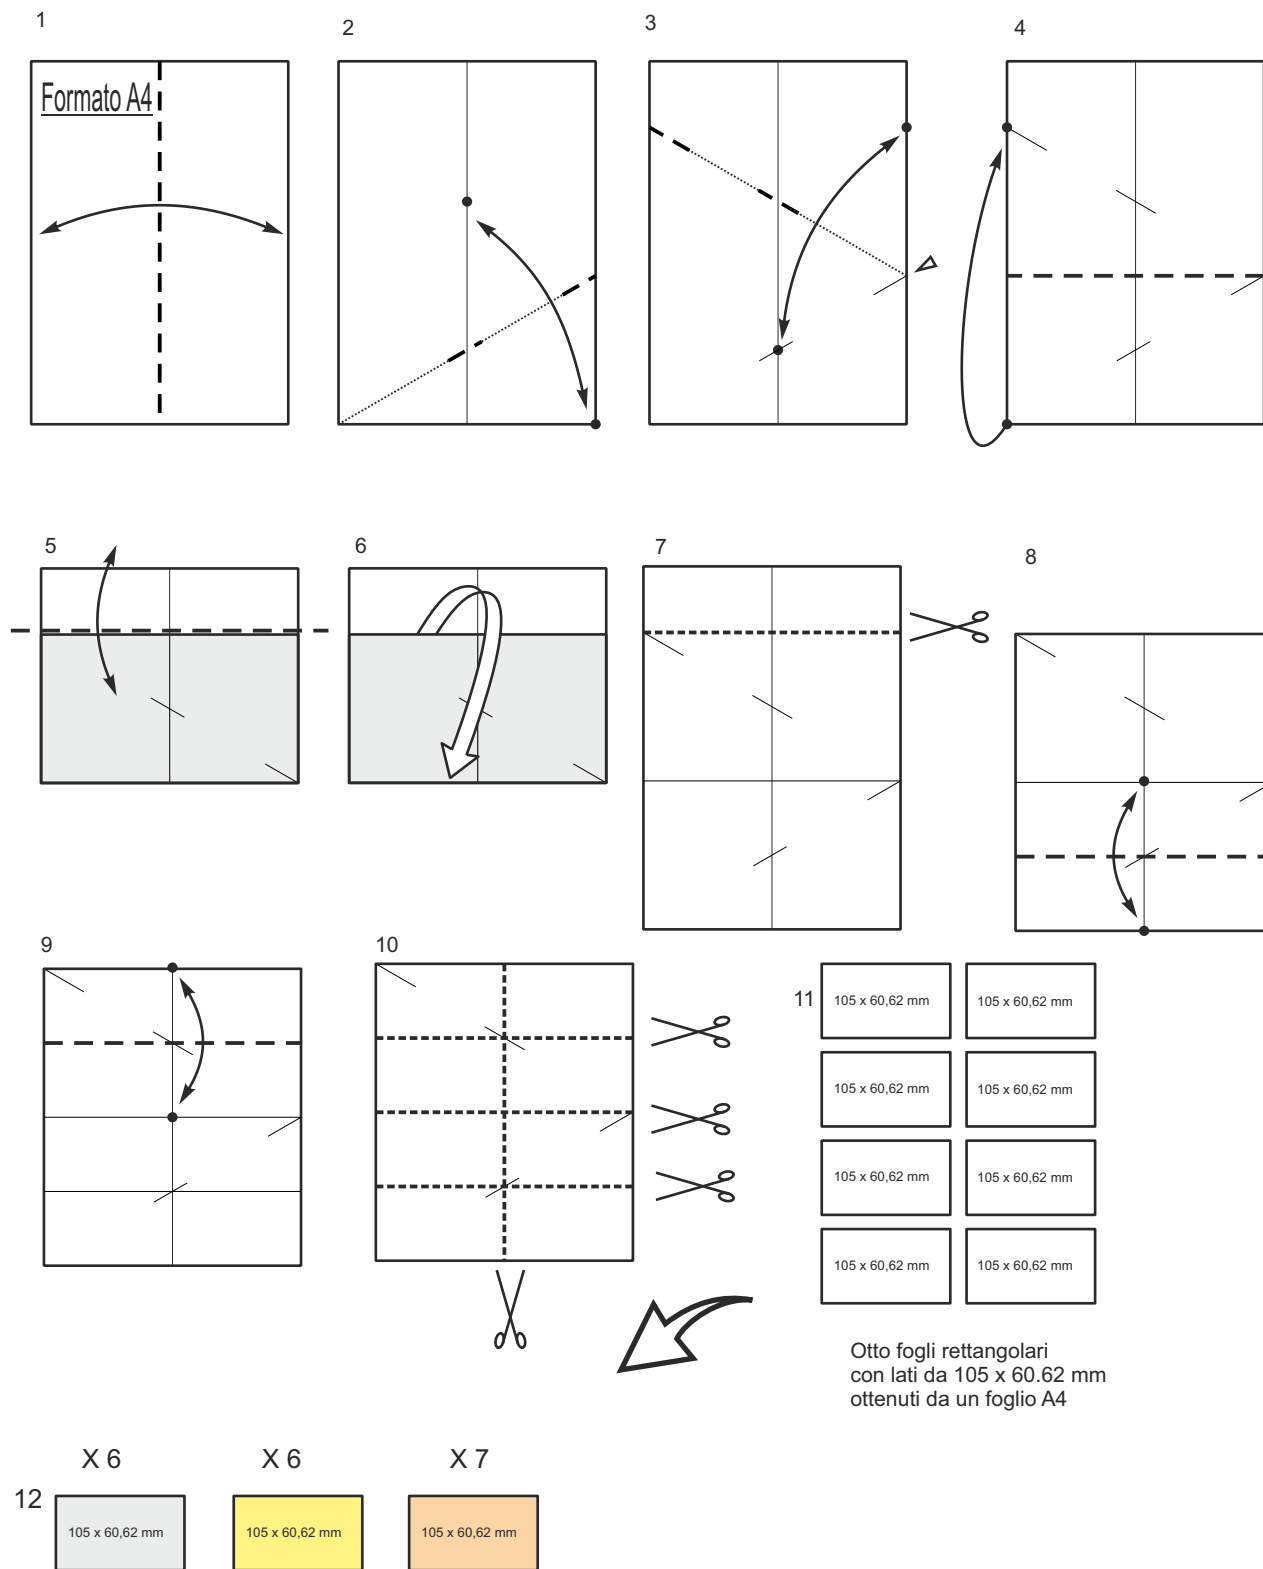 1
2
3
4
Formato A4
5
6
7
8
9
10
11
105 x 60,62 mm
105 x 60,62 mm
105 x 60,62 mm
105 x 60,62 mm
105 x 60,62 mm
105 x 60,62 mm
105 x 60,62 mm
105 x 60,62 mm
Otto fogli rettangolari
con lati da 105 x 60.62 mm
ottenuti da un foglio A4
X 6
X 6
X 7
12
105 x 60,62 mm
105 x 60,62 mm
105 x 60,62 mm